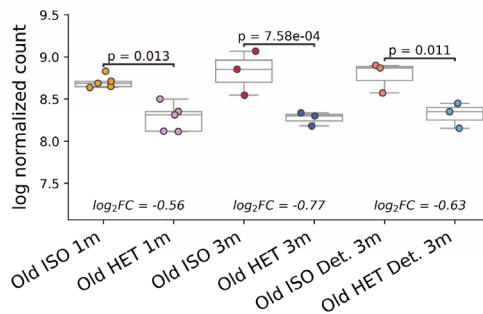 log normalized count
9.5
9.0
8.5
8.0
7.5
p = 0.013
p = 7.58e-04
p = 0.011
log₂FC = -0.56
log₂FC = -0.77
log₂FC = -0.63
Old ISO 1m
Old HET 1m
Old ISO 3m
Old HET 3m
Old ISO Det. 3m
Old HET Det. 3m